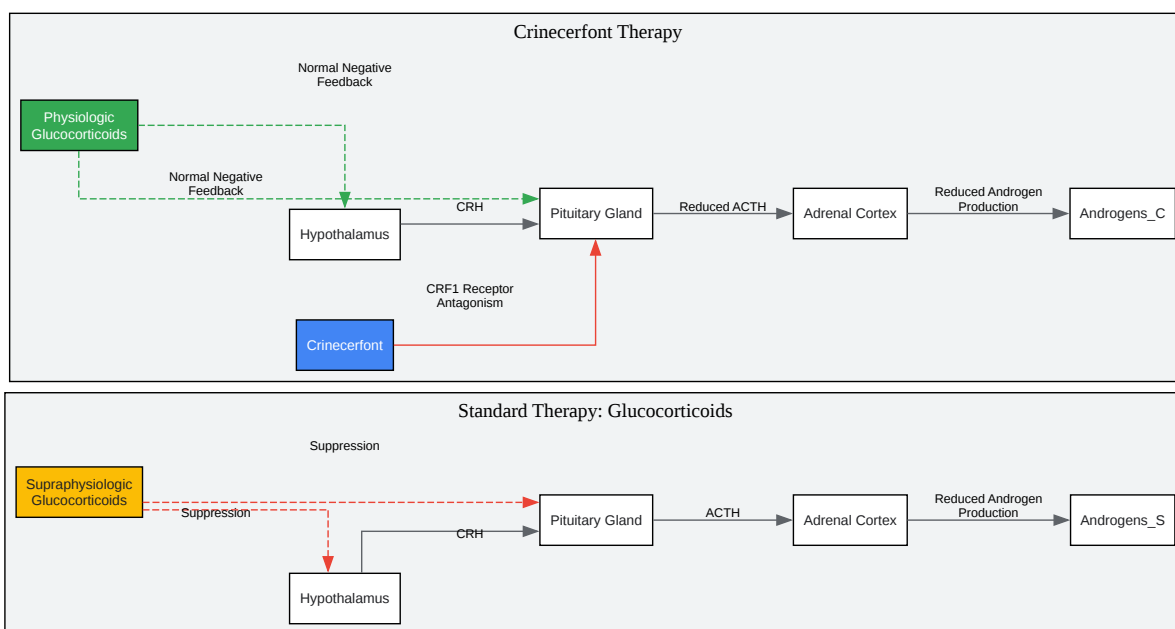 Crinecerfont Therapy
Normal Negative
Feedback
Physiologic
Glucocorticoids
Normal Negative
Feedback
CRH
Hypothalamus
Pituitary Gland
Reduced ACTH
Adrenal Cortex
Reduced Androgen
Production
Androgens_C
CRF1 Receptor
Antagonism
Crinecerfont
Standard Therapy: Glucocorticoids
Suppression
Supraphysiologic
Glucocorticoids
Suppression
CRH
Hypothalamus
Pituitary Gland
ACTH
Adrenal Cortex
Reduced Androgen
Production
Androgens_S